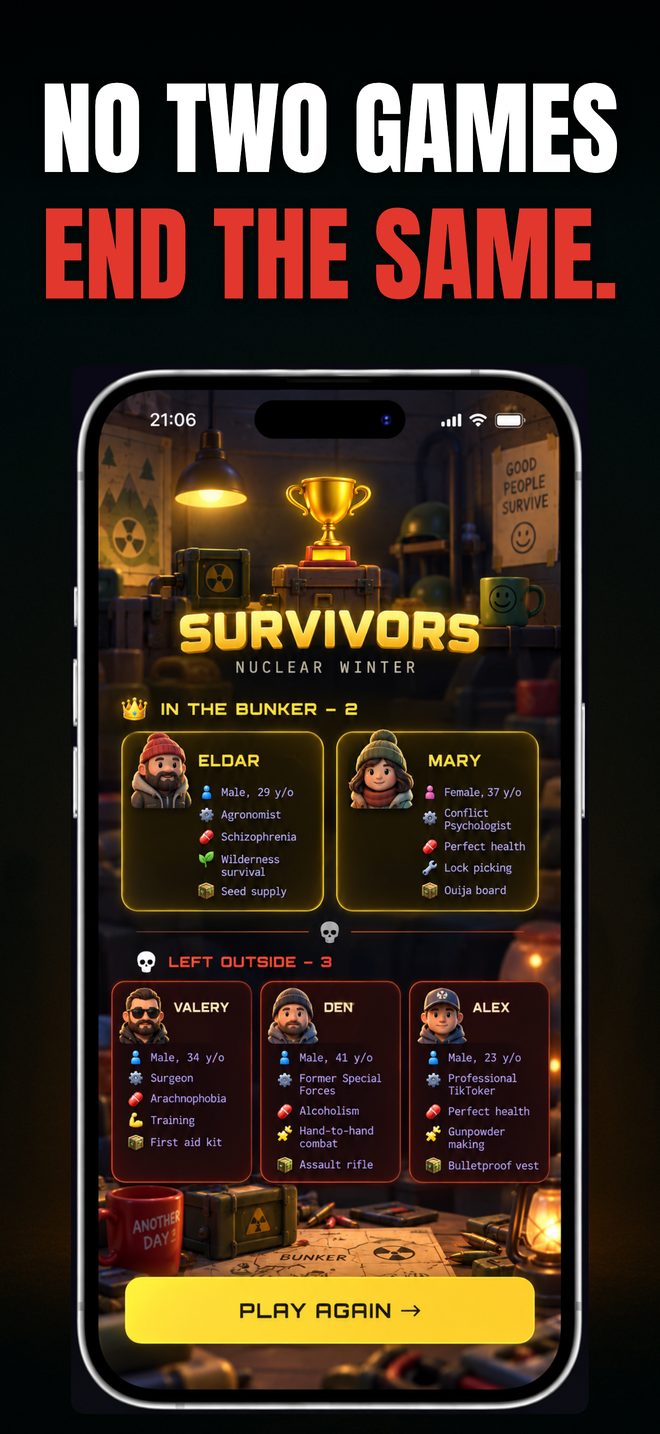 NO TWO GAMES
END THE SAME.
21:06
GOOD
PEOPLE
SURVIVE
SURVIVORS
NUCLEAR WINTER
IN THE BUNKER – 2
ELDAR
Male, 29 y/o
Agronomist
Schizophrenia
Wilderness
survival
Seed supply
MARY
Female, 37 y/o
Conflict
Psychologist
Perfect health
Lock picking
Ouija board
LEFT OUTSIDE – 3
VALERY
Male, 34 y/o
Surgeon
Arachnophobia
Training
First aid kit
DEN
Male, 41 y/o
Former Special
Forces
Alcoholism
Hand-to-hand
combat
Assault rifle
ALEX
Male, 23 y/o
Professional
TikToker
Perfect health
Gunpowder
making
Bulletproof vest
ANOTHER
DAY
BUNKER
PLAY AGAIN →